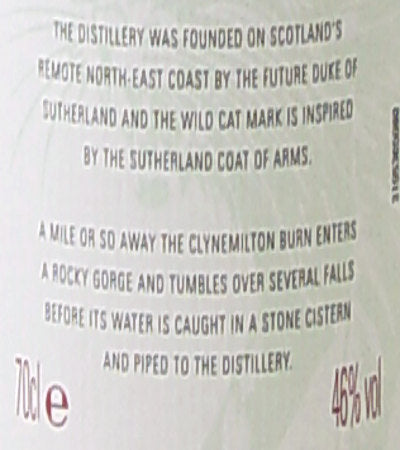 THE DISTILLERY WAS FOUNDED ON SCOTLAND'S
REMOTE NORTH-EAST COAST BY THE FUTURE DUKE OF
SUTHERLAND AND THE WILD CAT MARK IS INSPIRED
BY THE SUTHERLAND COAT OF ARMS.
A MILE OR SO AWAY THE CLYNEMILTON BURN ENTERS
A ROCKY GORGE AND TUMBLES OVER SEVERAL FALLS
BEFORE ITS WATER IS CAUGHT IN A STONE CISTERN
AND PIPED TO THE DISTILLERY.
70cl e
46% vol